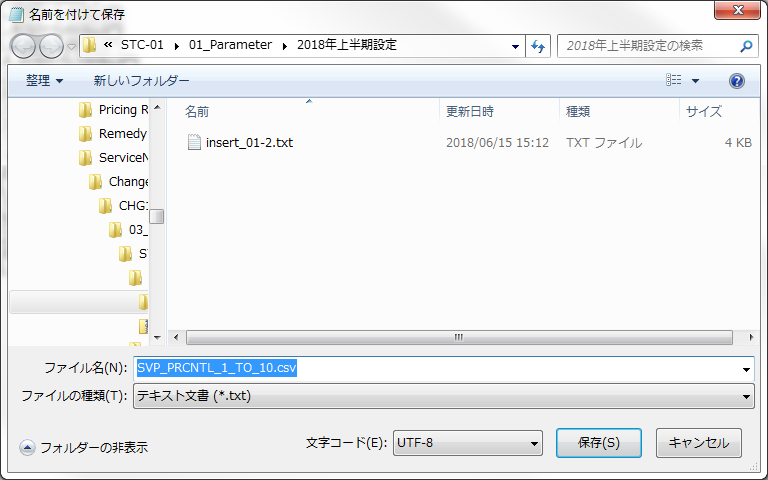 名前を付けて保存
« STC-01 01_Parameter 2018年上半期設定
2018年上半期設定の検索
整理 新しいフォルダー
名前 更新日時 種類 サイズ
insert_01-2.txt 2018/06/15 15:12 TXT ファイル 4 KB
Pricing R
Remedy
ServiceN
Change
CHG1
03_
ファイル名(N): SVP_PRCNTL_1_TO_10.csv
ファイルの種類(T): テキスト文書 (*.txt)
フォルダーの非表示
文字コード(E): UTF-8 保存(S) キャンセル